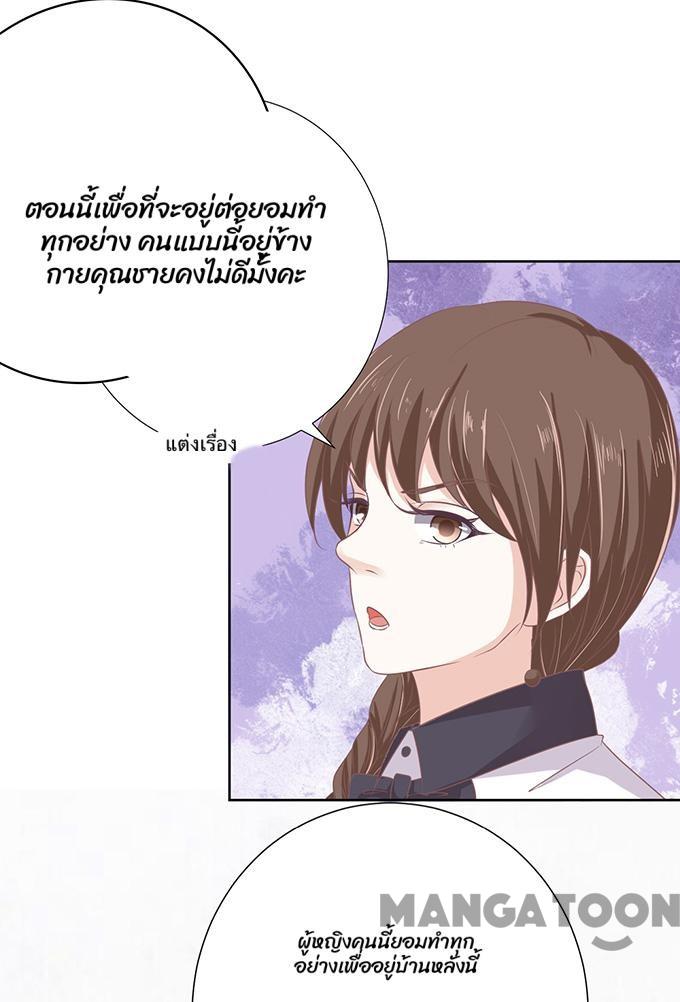 ตอนนี้เพื่อที่จะอยู่ต่อยอมทำ
ทุกอย่าง คนแบบนี้อยู่ข้าง
กายคุณชายคงไม่ดีมั้งคะ
แต่งเรื่อง
MANGATOON
ผู้หญิงคนนี้ยอมทำทุก
อย่างเพื่ออยู่บ้านหลังนี้